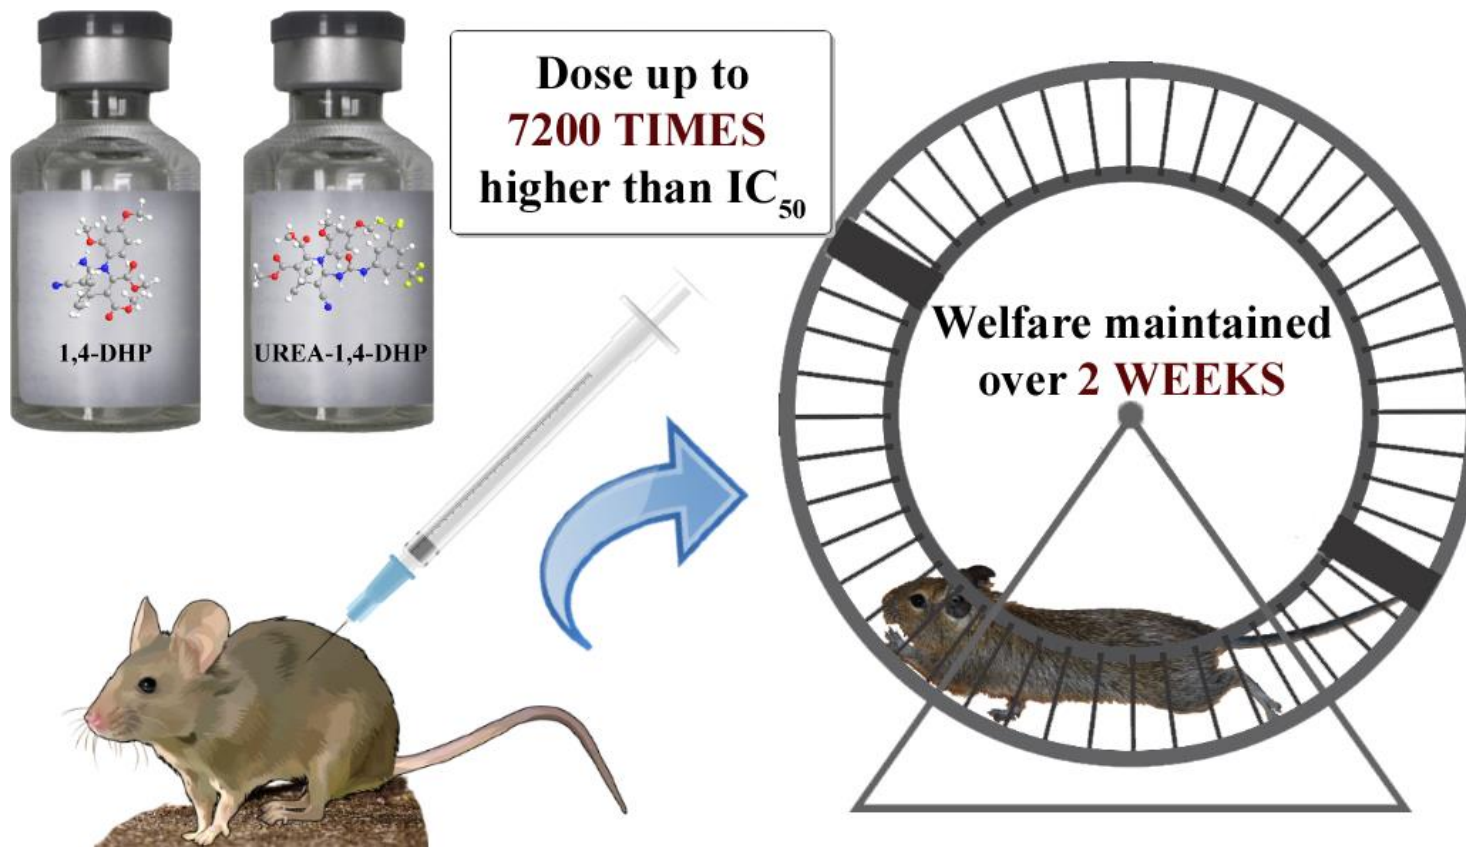 1,4-DHP
UREA-1,4-DHP
Dose up to
7200 TIMES
higher than IC₅₀
Welfare maintained
over 2 WEEKS